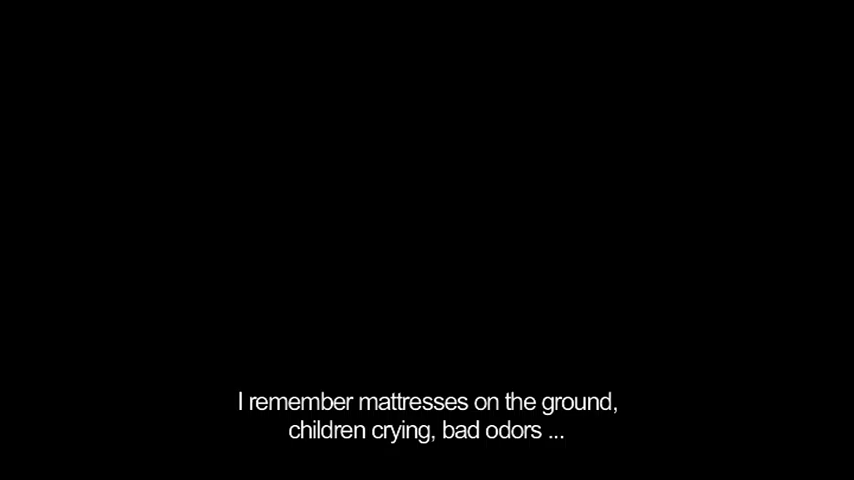 I remember mattresses on the ground,
children crying, bad odors ...